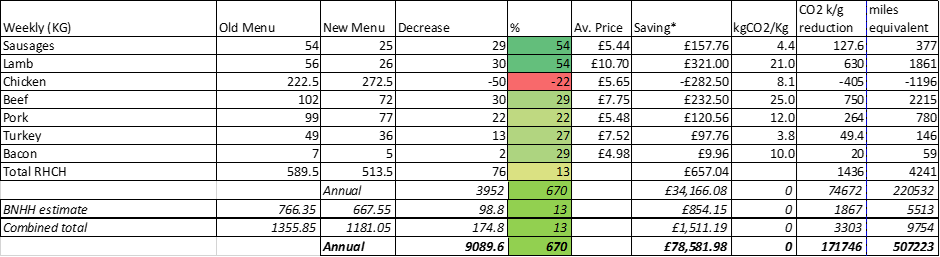 Weekly (KG) Old Menu New Menu Decrease % Av. Price Saving* kgCO2/Kg CO2 k/g reduction miles equivalent
Sausages 54 25 29 54 £5.44 £157.76 4.4 127.6 377
Lamb 56 26 30 54 £10.70 £321.00 21.0 630 1861
Chicken 222.5 272.5 -50 -22 £5.65 -£282.50 8.1 -405 -1196
Beef 102 72 30 29 £7.75 £232.50 25.0 750 2215
Pork 99 77 22 22 £5.48 £120.56 12.0 264 780
Turkey 49 36 13 27 £7.52 £97.76 3.8 49.4 146
Bacon 7 5 2 29 £4.98 £9.96 10.0 20 59
Total RHCH 589.5 513.5 76 13 £657.04 1436 4241
Annual 3952 670 £34,166.08 0 74672 220532
BNHH estimate 766.35 667.55 98.8 13 £854.15 0 1867 5513
Combined total 1355.85 1181.05 174.8 13 £1,511.19 0 3303 9754
Annual 9089.6 670 £78,581.98 0 171746 507223